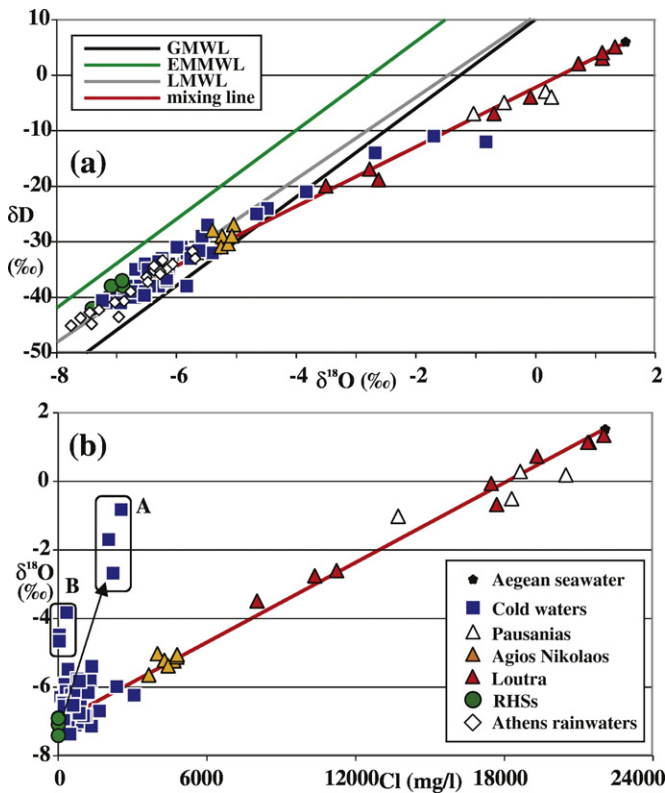 (a)
10
GMWL
EMMWL
LMWL
mixing line
0
-10
(a)
-20
δD
-30
(‰)
-40
-50
-8 -6 -4 -2 0 2
δ¹⁸O (‰)
2
(b)
0
A
-2
δ¹⁸O
(‰)
B
-4
-6
-8
Aegean seawater
Cold waters
Pausanias
Agios Nikolaos
Loutra
RHSs
Athens rainwaters
0 6000 12000 18000 24000
Cl (mg/l)